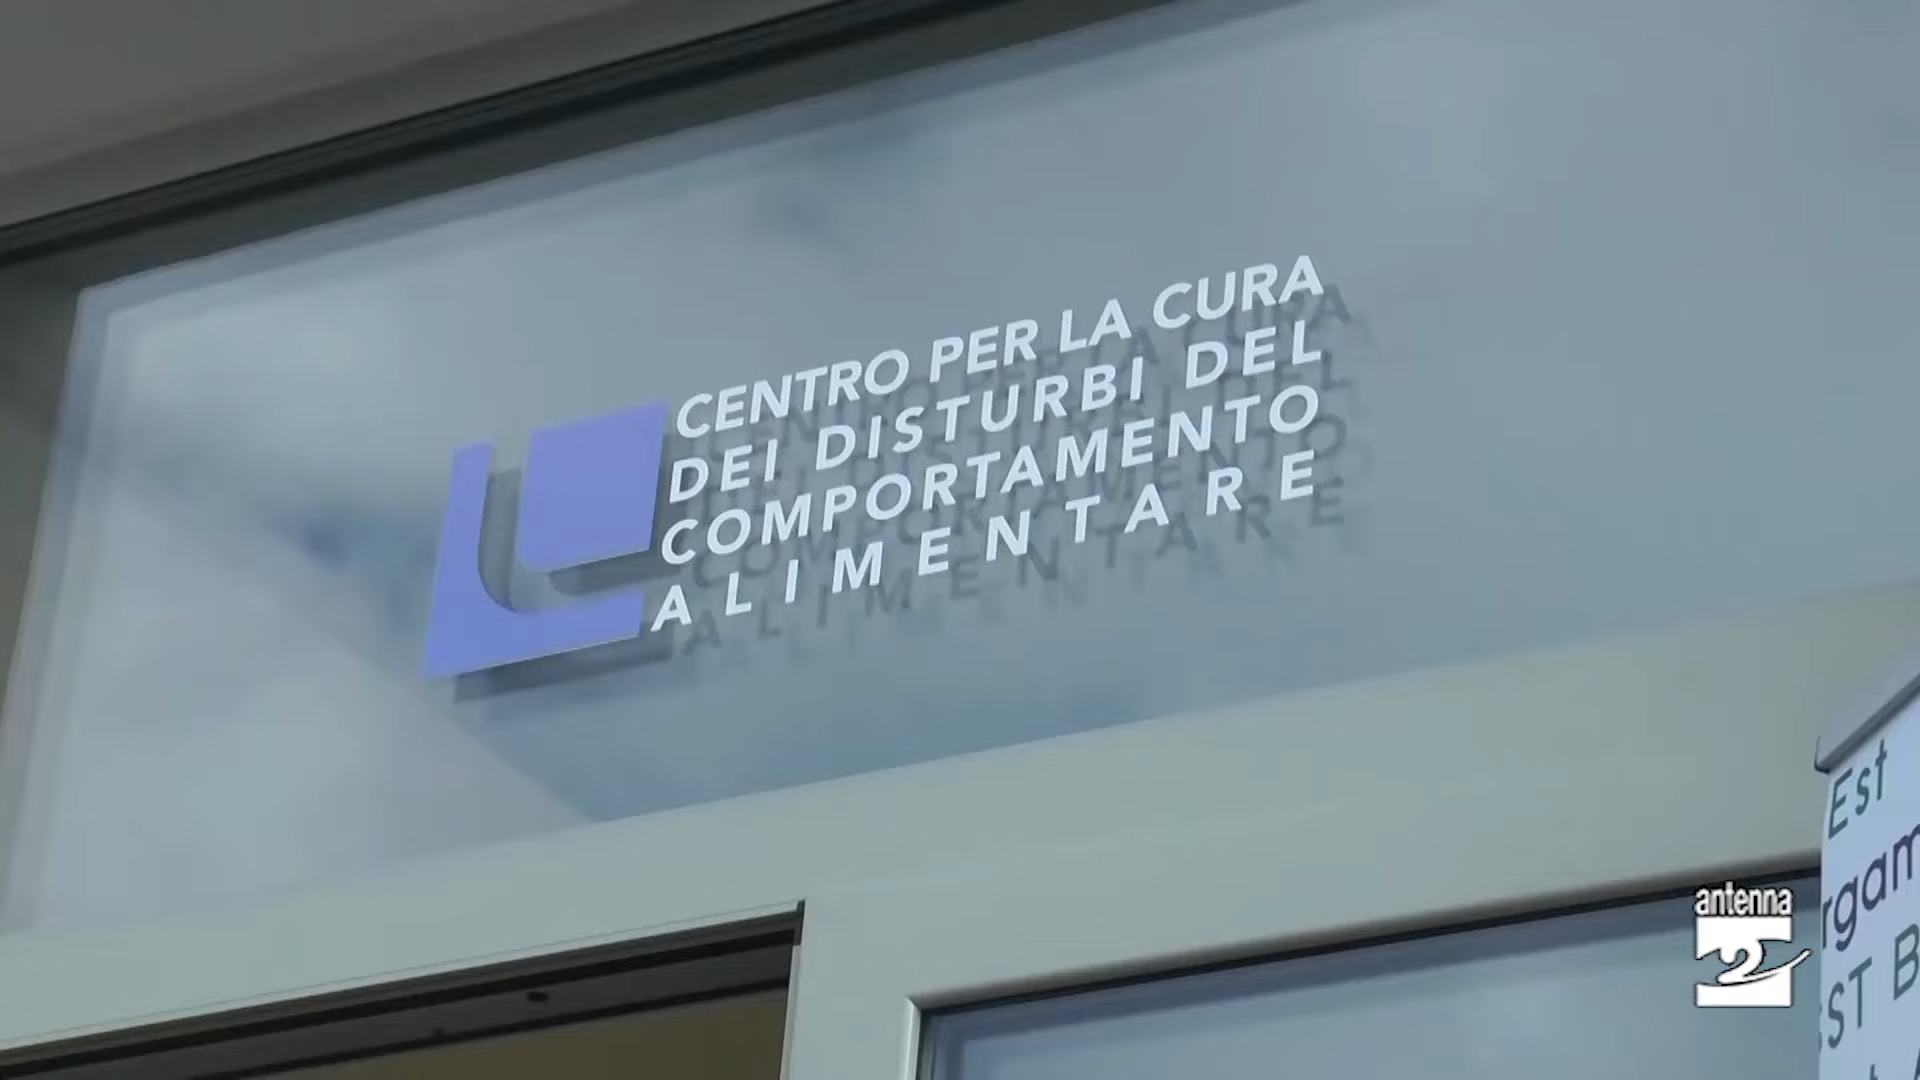 CENTRO PER LA CURA
DEI DISTURBI DEL
COMPORTAMENTO
ALIMENTARE
Est
antenna
2